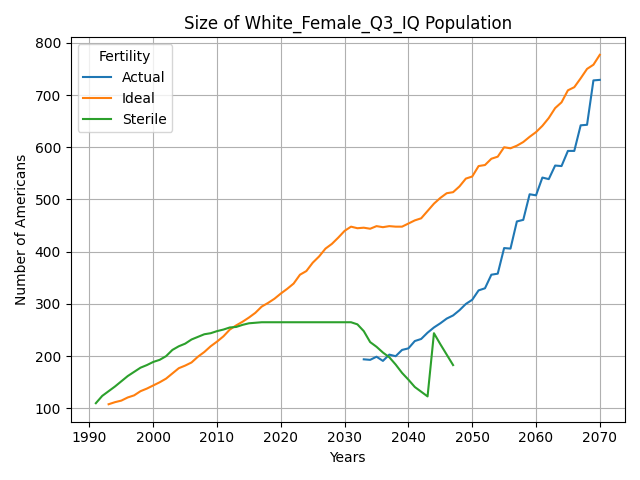 Size of White_Female_Q3_IQ Population
Fertility
Actual
Ideal
Sterile
Number of Americans
800
700
600
500
400
300
200
100
1990 2000 2010 2020 2030 2040 2050 2060 2070
Years